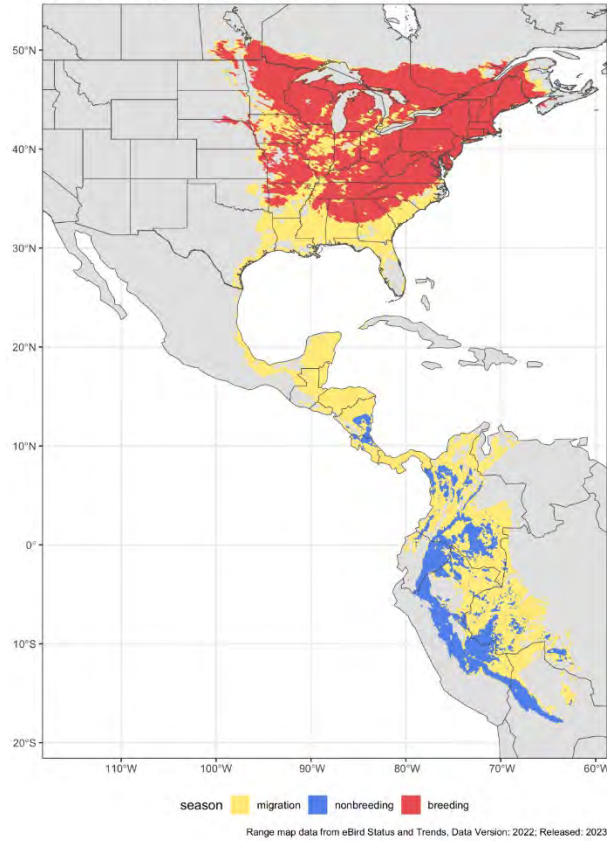 50°N
40°N
30°N
20°N
10°N
0°
10°S
20°S
110°W 100°W 90°W 80°W 70°W 60°W
season migration nonbreeding breeding
Range map data from eBird Status and Trends, Data Version: 2022; Released: 2023